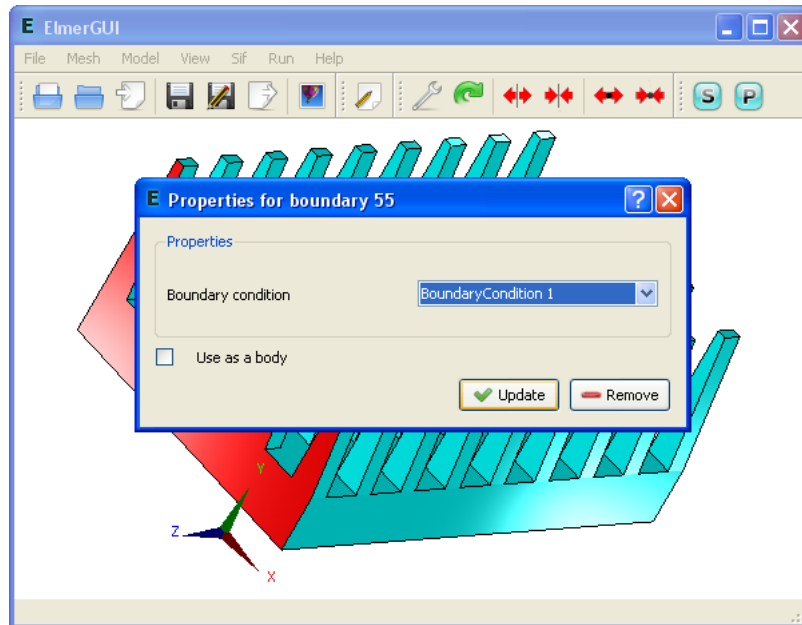 E ElmerGUI
File Mesh Model View Sif Run Help
S P
E Properties for boundary 55
?
Properties
Boundary condition
BoundaryCondition 1
Use as a body
Update
Remove
Y
Z
X